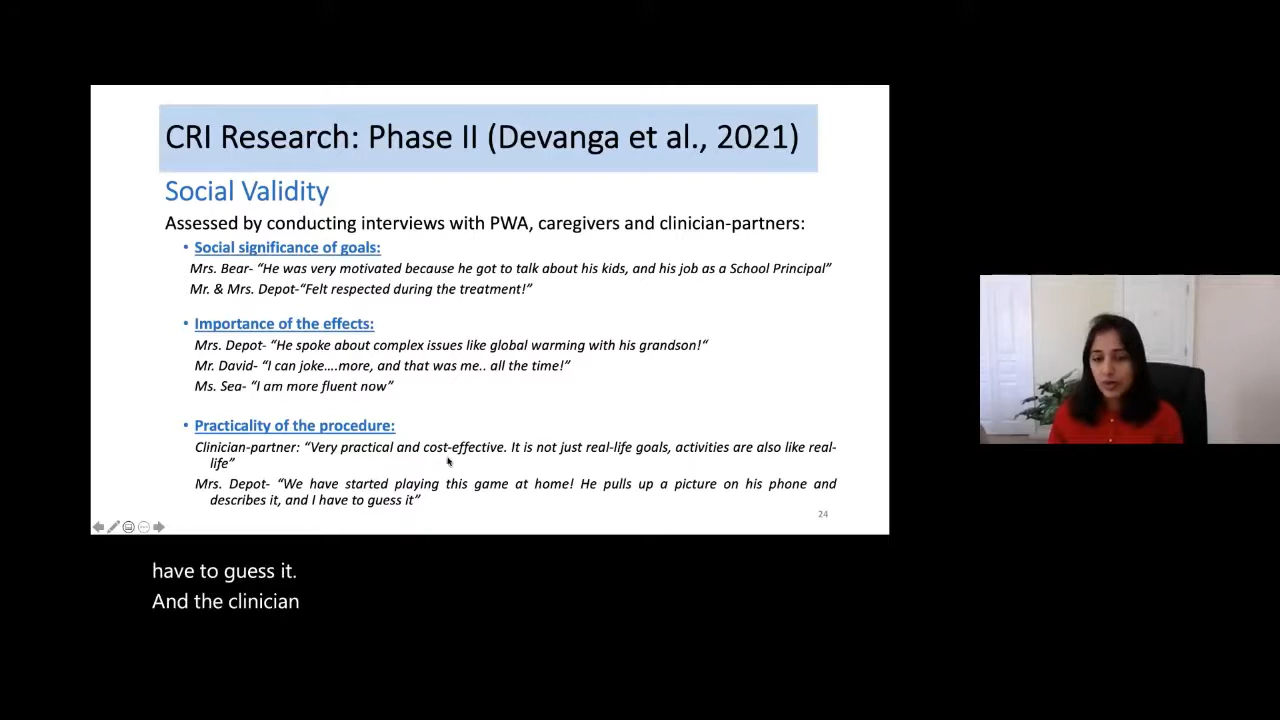 CRI Research: Phase II (Devanga et al., 2021)
Social Validity
Assessed by conducting interviews with PWA, caregivers and clinician-partners:
• Social significance of goals:
Mrs. Bear- “He was very motivated because he got to talk about his kids, and his job as a School Principal”
Mr. & Mrs. Depot-“Felt respected during the treatment!”
• Importance of the effects:
Mrs. Depot- “He spoke about complex issues like global warming with his grandson!“
Mr. David- “I can joke….more, and that was me.. all the time!”
Ms. Sea- “I am more fluent now”
• Practicality of the procedure:
Clinician-partner: “Very practical and cost-effective. It is not just real-life goals, activities are also like real-
life”
Mrs. Depot- “We have started playing this game at home! He pulls up a picture on his phone and
describes it, and I have to guess it”
24
have to guess it.
And the clinician